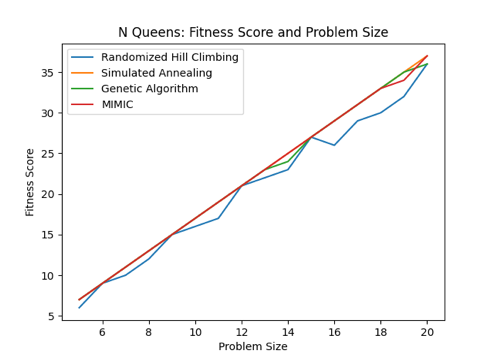 N Queens: Fitness Score and Problem Size
Randomized Hill Climbing
Simulated Annealing
Genetic Algorithm
MIMIC
Fitness Score
35
30
25
20
15
10
5
6
8
10
12
14
16
18
20
Problem Size